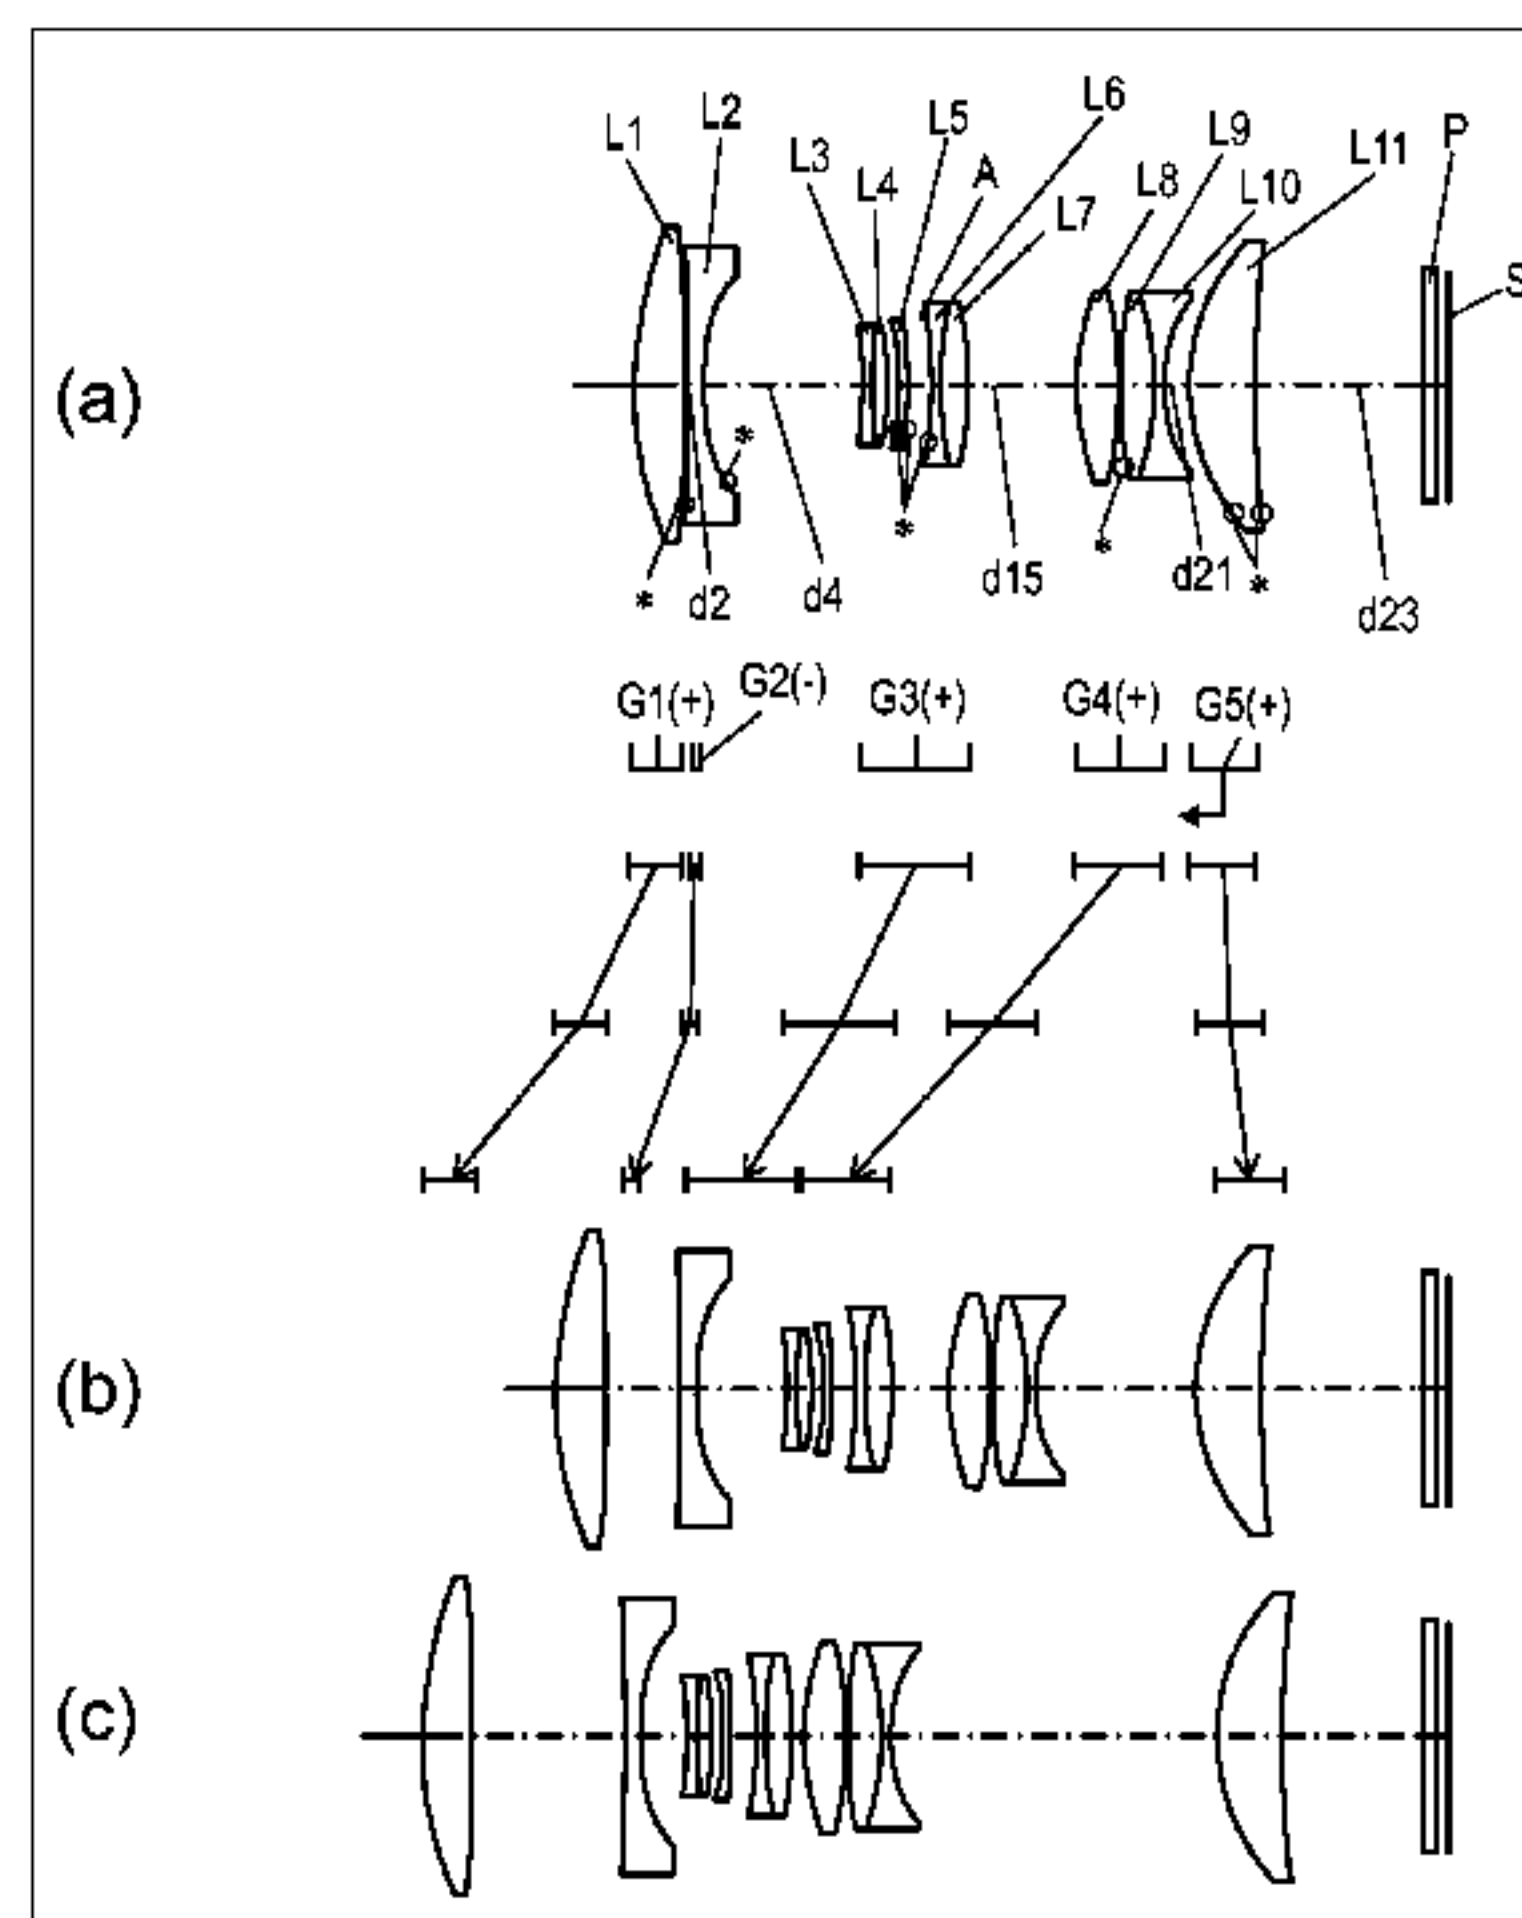 L1 L2 L3 L4 L5 A L6 L7 L8 L9 L10 L11 P S
(a)
* * * * *
d2 d4 d15 d21 d23
G1(+) G2(-) G3(+) G4(+) G5(+)
(b)
(c)